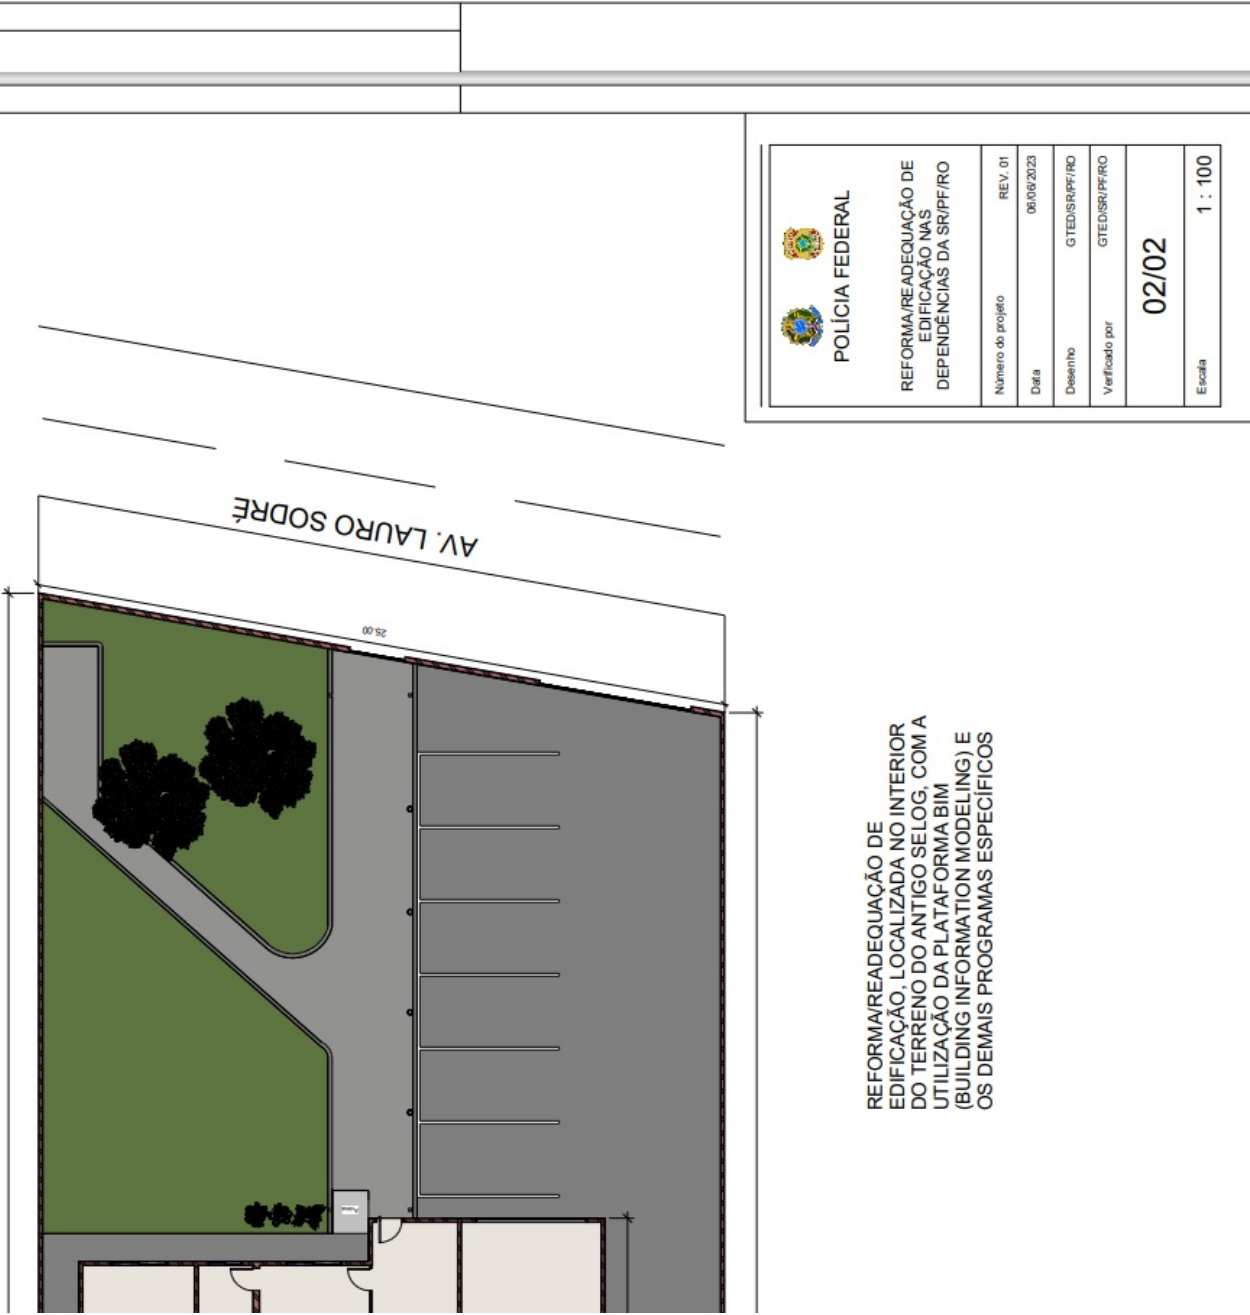 POLÍCIA FEDERAL
REFORMA/READEQUAÇÃO DE
EDIFICAÇÃO NAS
DEPENDÊNCIAS DA SR/PF/RO
Número do projeto REV. 01
Data 06/06/2023
Desenho GTED/SR/PF/RO
Verificado por GTED/SR/PF/RO
02/02
Escala 1 : 100
AV. LAURO SODRÉ
25.00
REFORMA/READEQUAÇÃO DE
EDIFICAÇÃO, LOCALIZADA NO INTERIOR
DO TERRENO DO ANTIGO SELOG, COM A
UTILIZAÇÃO DA PLATAFORMA BIM
(BUILDING INFORMATION MODELING) E
OS DEMAIS PROGRAMAS ESPECÍFICOS